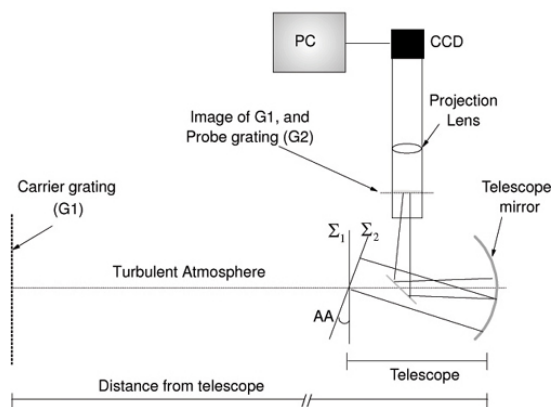 PC
CCD
Image of G1, and
Probe grating (G2)
Projection
Lens
Carrier grating
(G1)
Telescope
mirror
Σ1 Σ2
Turbulent Atmosphere
AA
Telescope
Distance from telescope